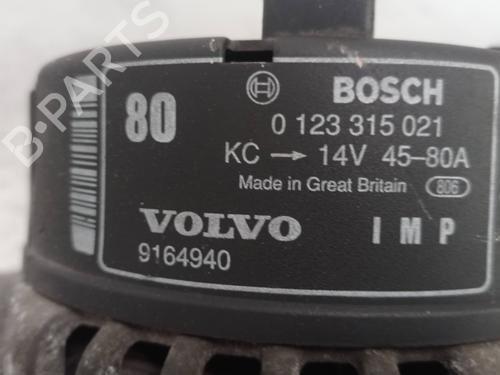 BOSCH
80
0 123 315 021
KC → 14V 45-80A
Made in Great Britain 806
VOLVO
IMP
9164940
B-PARTS